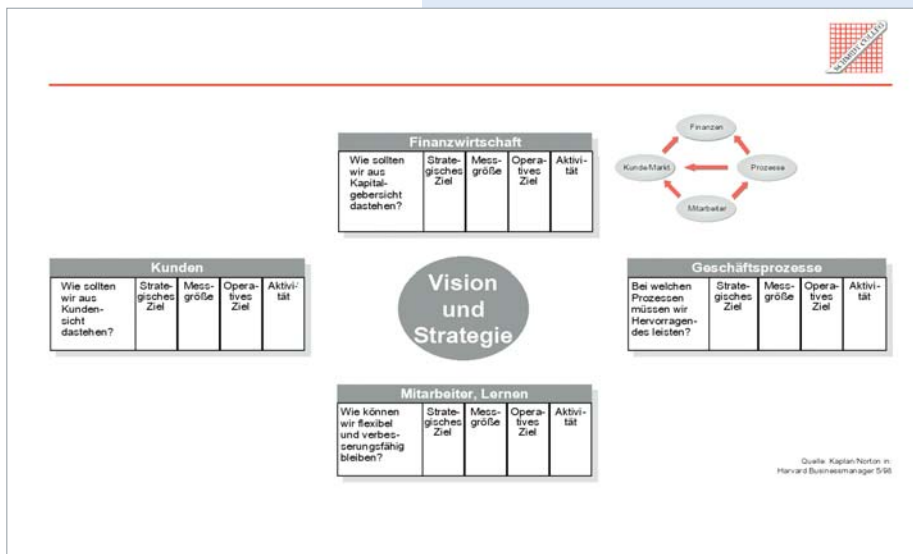 SCHMIDT COLLEG
Finanzwirtschaft
Wie sollten
wir aus
Kapital-
gebersicht
dastehen?
Strate-
gisches
Ziel
Mess-
größe
Opera-
tives
Ziel
Aktivi-
tät
Finanzen
Kunde/Markt
Prozesse
Mitarbeiter
Kunden
Wie sollten
wir aus
Kunden-
sicht
dastehen?
Strate-
gisches
Ziel
Mess-
größe
Opera-
tives
Ziel
Aktivi-
tät
Vision
und
Strategie
Geschäftsprozesse
Bei welchen
Prozessen
müssen wir
Hervorragen-
des leisten?
Strate-
gisches
Ziel
Mess-
größe
Opera-
tives
Ziel
Aktivi-
tät
Mitarbeiter, Lernen
Wie können
wir flexibel
und verbes-
serungsfähig
bleiben?
Strate-
gisches
Ziel
Mess-
größe
Opera-
tives
Ziel
Aktivi-
tät
Quelle: Kaplan/Norton in:
Harvard Businessmanager 5/98